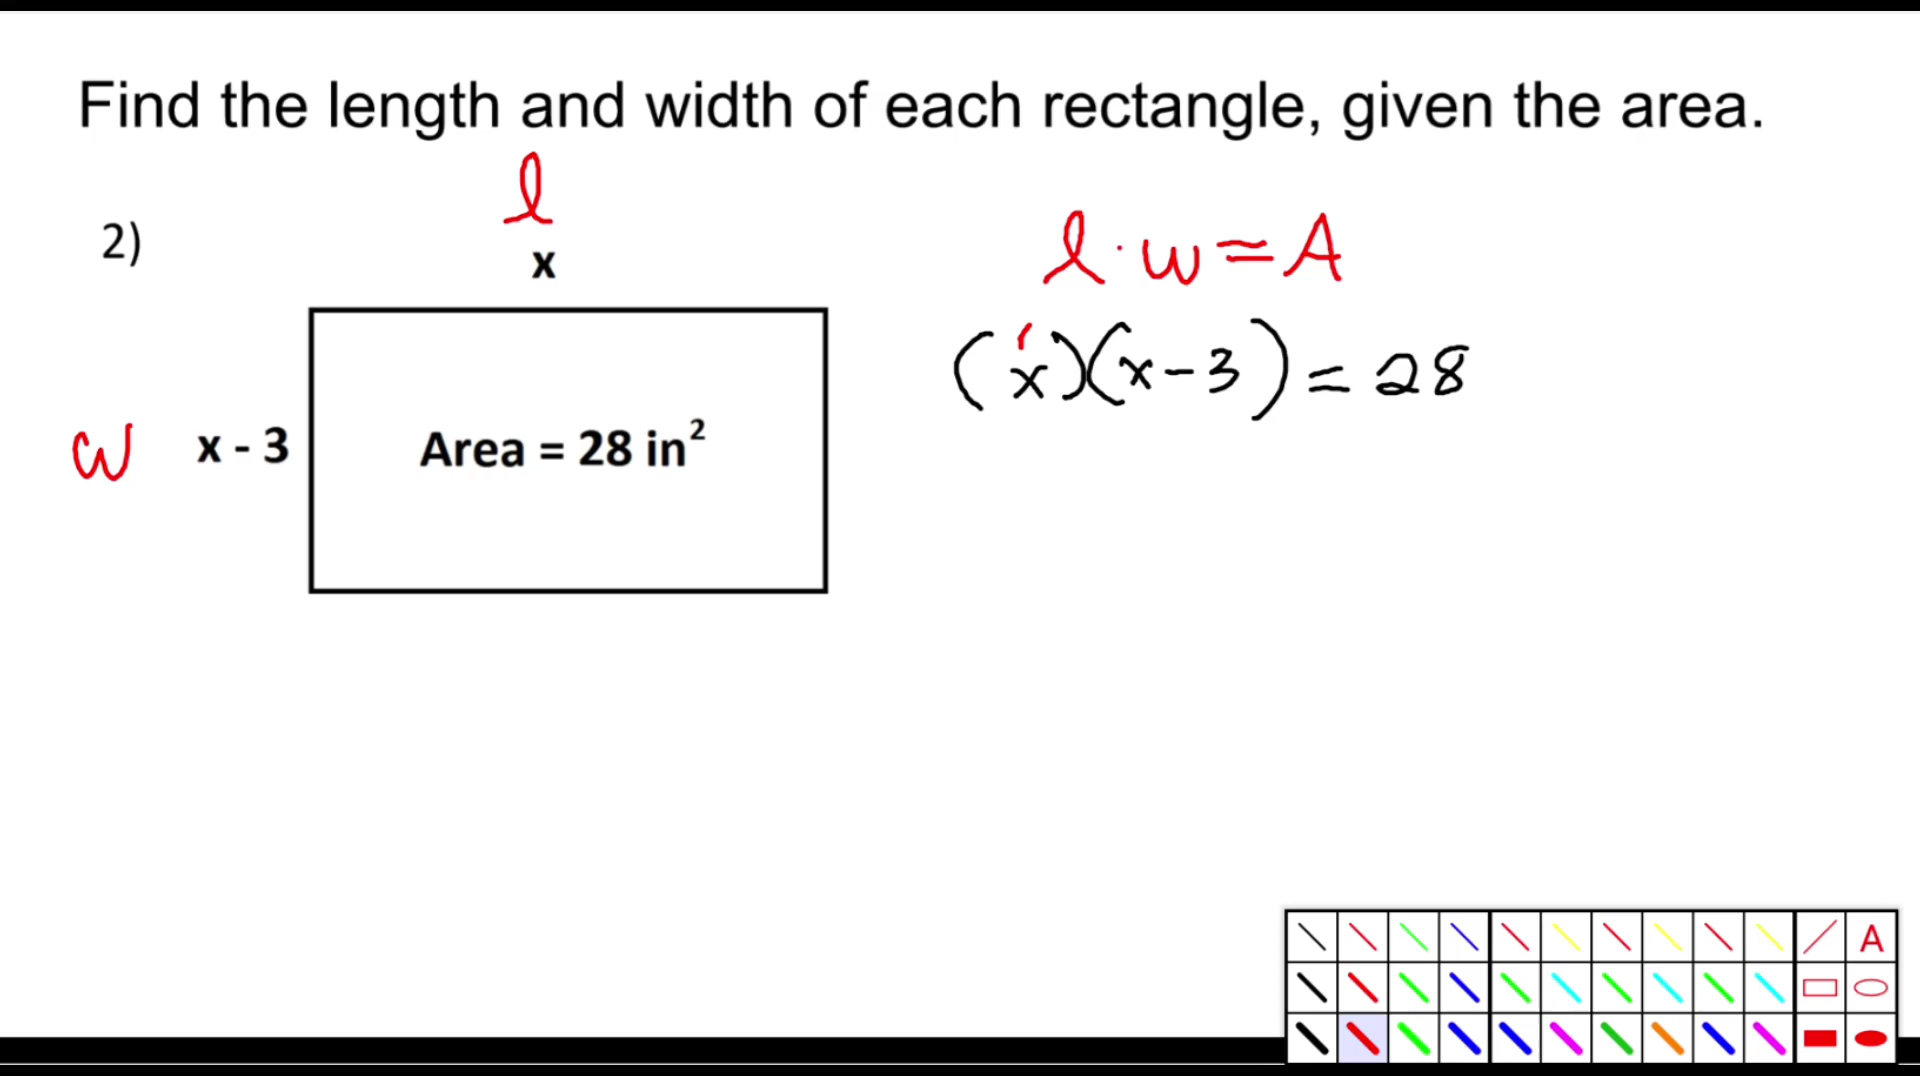 Find the length and width of each rectangle, given the area.
2)
l
x
l · w = A
(x)(x - 3) = 28
w
x - 3
Area = 28 in²
A